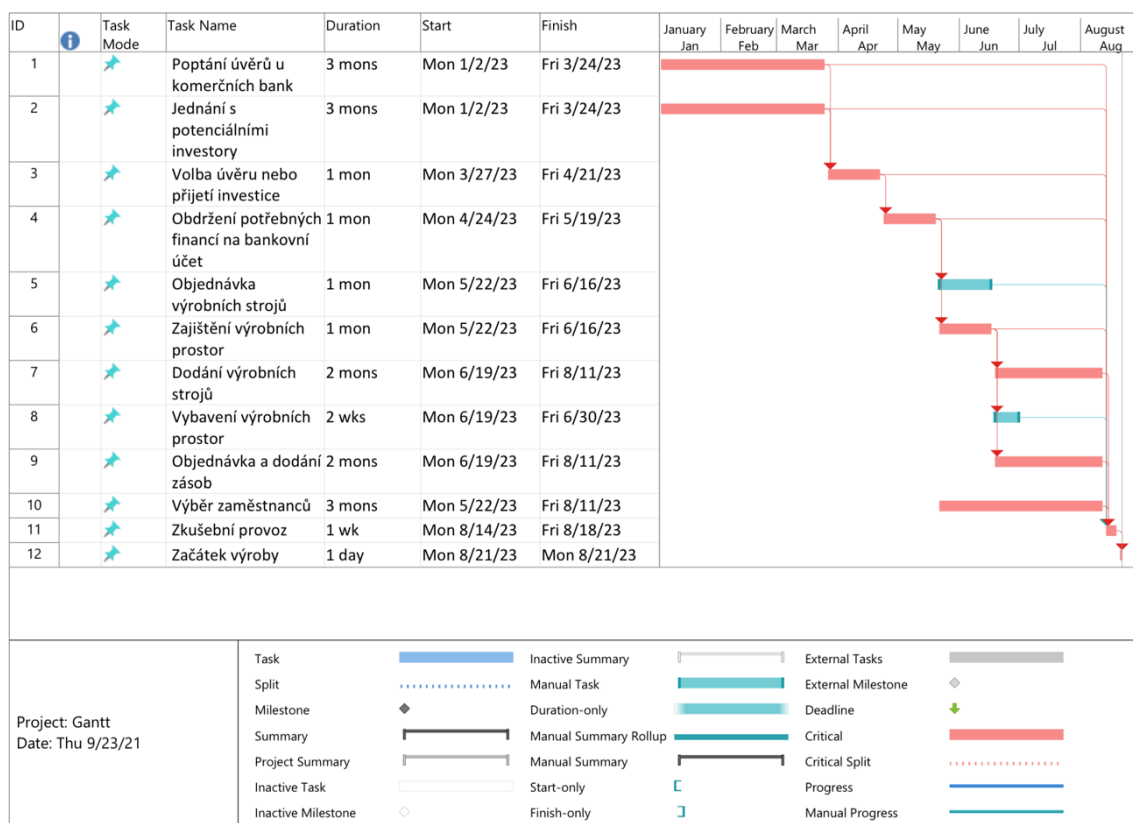 ID Task Mode Task Name Duration Start Finish January February March April May June July August
Jan Feb Mar Apr May Jun Jul Aug
1 Poptání úvěrů u 3 mons Mon 1/2/23 Fri 3/24/23
komerčních bank
2 Jednání s 3 mons Mon 1/2/23 Fri 3/24/23
potenciálními
investory
3 Volba úvěru nebo 1 mon Mon 3/27/23 Fri 4/21/23
přijetí investice
4 Obdržení potřebných 1 mon Mon 4/24/23 Fri 5/19/23
financí na bankovní
účet
5 Objednávka 1 mon Mon 5/22/23 Fri 6/16/23
výrobních strojů
6 Zajištění výrobních 1 mon Mon 5/22/23 Fri 6/16/23
prostor
7 Dodání výrobních 2 mons Mon 6/19/23 Fri 8/11/23
strojů
8 Vybavení výrobních 2 wks Mon 6/19/23 Fri 6/30/23
prostor
9 Objednávka a dodání 2 mons Mon 6/19/23 Fri 8/11/23
zásob
10 Výběr zaměstnanců 3 mons Mon 5/22/23 Fri 8/11/23
11 Zkušební provoz 1 wk Mon 8/14/23 Fri 8/18/23
12 Začátek výroby 1 day Mon 8/21/23 Mon 8/21/23
Project: Gantt
Date: Thu 9/23/21
Task Inactive Summary External Tasks
Split Manual Task External Milestone
Milestone Duration-only Deadline
Summary Manual Summary Rollup Critical
Project Summary Manual Summary Critical Split
Inactive Task Start-only Progress
Inactive Milestone Finish-only Manual Progress